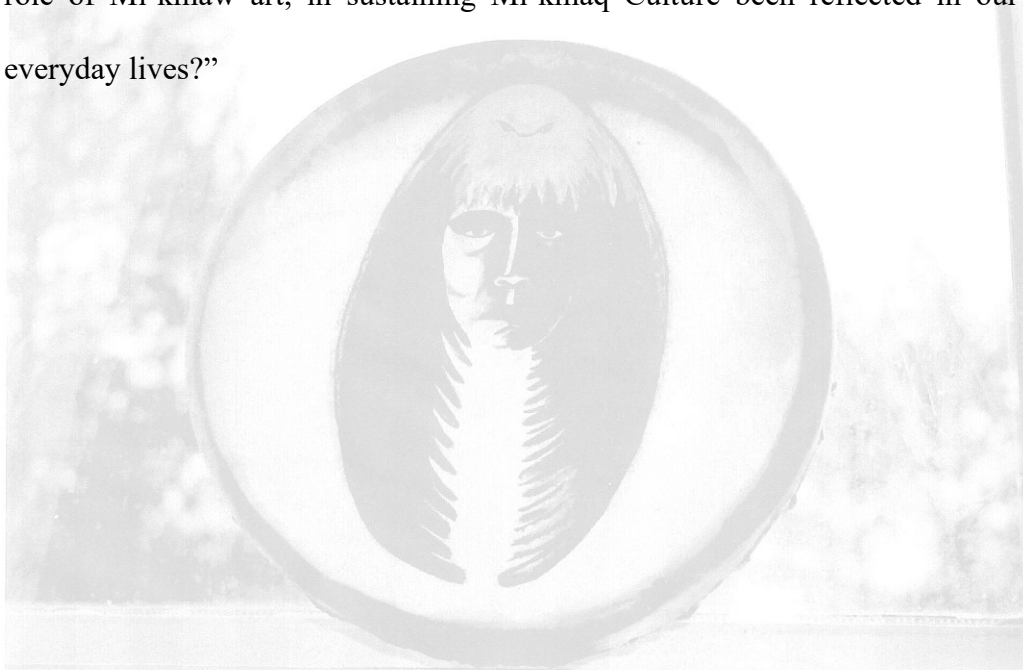 role of Mi’kmaw art, in sustaining Mi’kmaq Culture been reflected in our
everyday lives?”